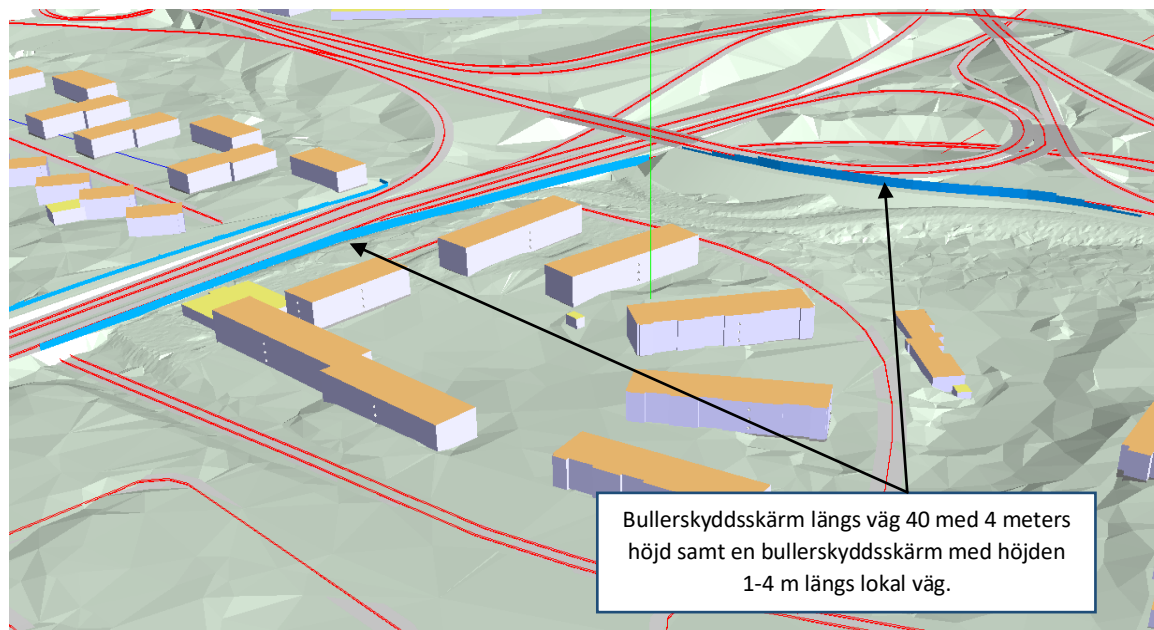 Bullerskyddsskärm längs väg 40 med 4 meters
höjd samt en bullerskyddsskärm med höjden
1-4 m längs lokal väg.